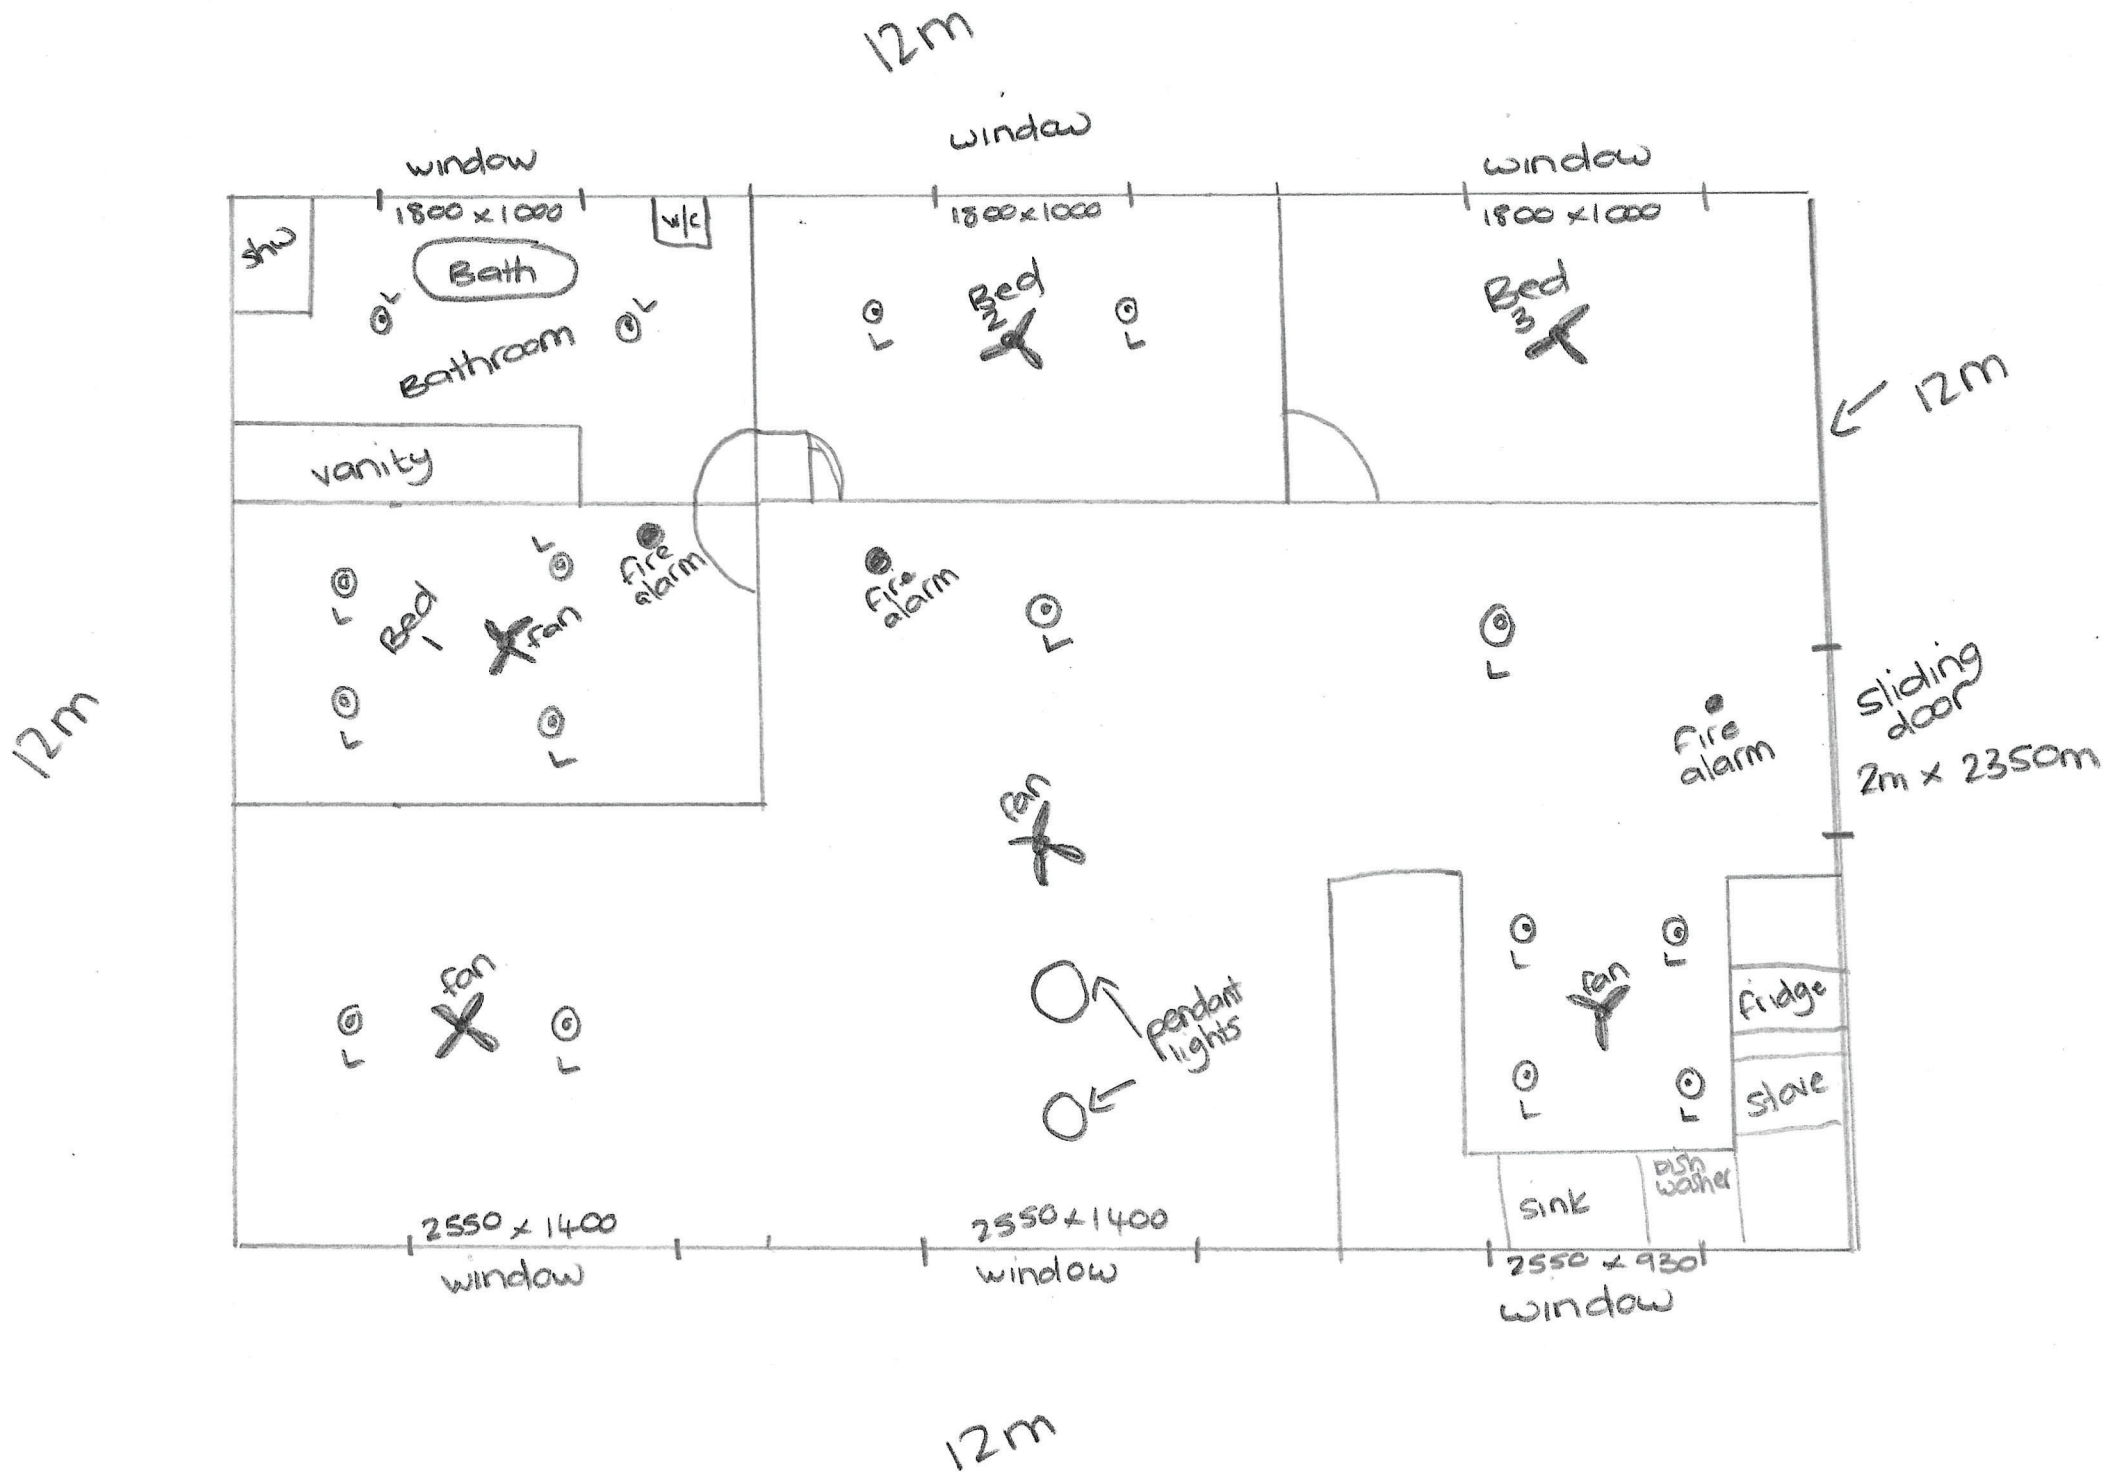 12m
window
window
window
1800 x 1000
1800x1000
1800 x1000
shw
Bath
w/c
L
L
Bathroom
Bed
2
L
L
Bed
3
12m
vanity
L
L
Bed
1
fan
fire
alarm
fire
alarm
L
L
L
L
sliding
door
2m x 2350m
fire
alarm
12m
fan
fan
L
L
pendant
lights
L
L
fan
L
L
fridge
stove
sink
Dish
washer
2550 x 1400
window
2550 x 1400
window
2550 x 930
window
12m